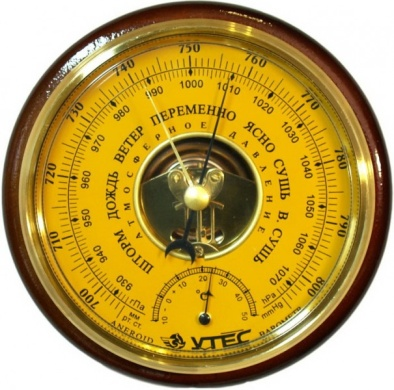 700 710 720 730 740 750 760 770 780 790 800
930 940 950 960 970 980 990 1000 1010 1020 1030 1040 1050 1060 1070
ШТОРМ ДОЖДЬ ВЕТЕР ПЕРЕМЕННО ЯСНО СУШЬ В.СУШЬ
АТМОСФЕРНОЕ ДАВЛЕНИЕ
гПа
мм
рт.ст.
hPa
mmHg
-10 0 +10 20 30 40 50
°C
ANEROID BAROMETER
УТЕС